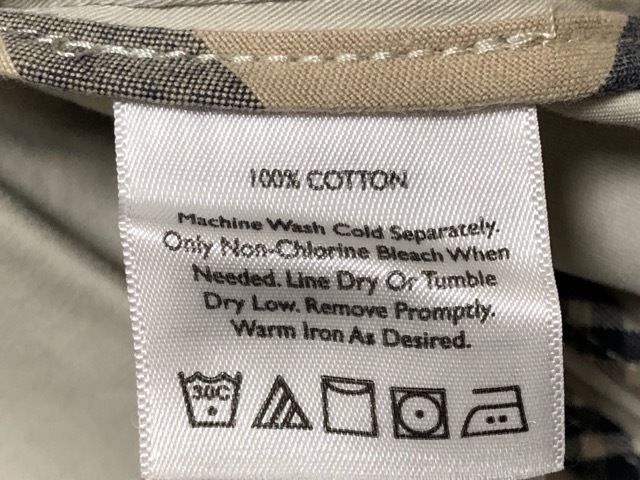 100% COTTON
Machine Wash Cold Separately.
Only Non-Chlorine Bleach When
Needed. Line Dry Or Tumble
Dry Low. Remove Promptly.
Warm Iron As Desired.
30C